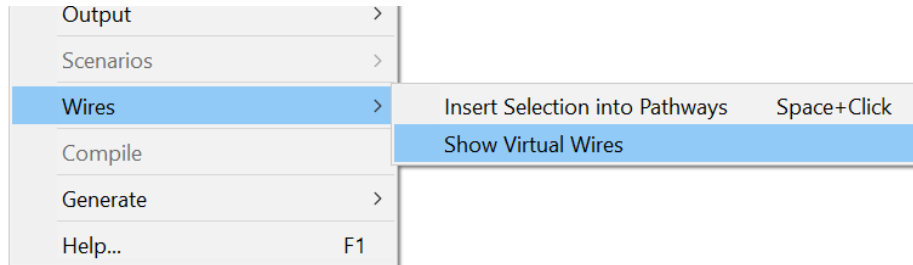 Output
Scenarios
Wires
Insert Selection into Pathways Space+Click
Show Virtual Wires
Compile
Generate
Help... F1